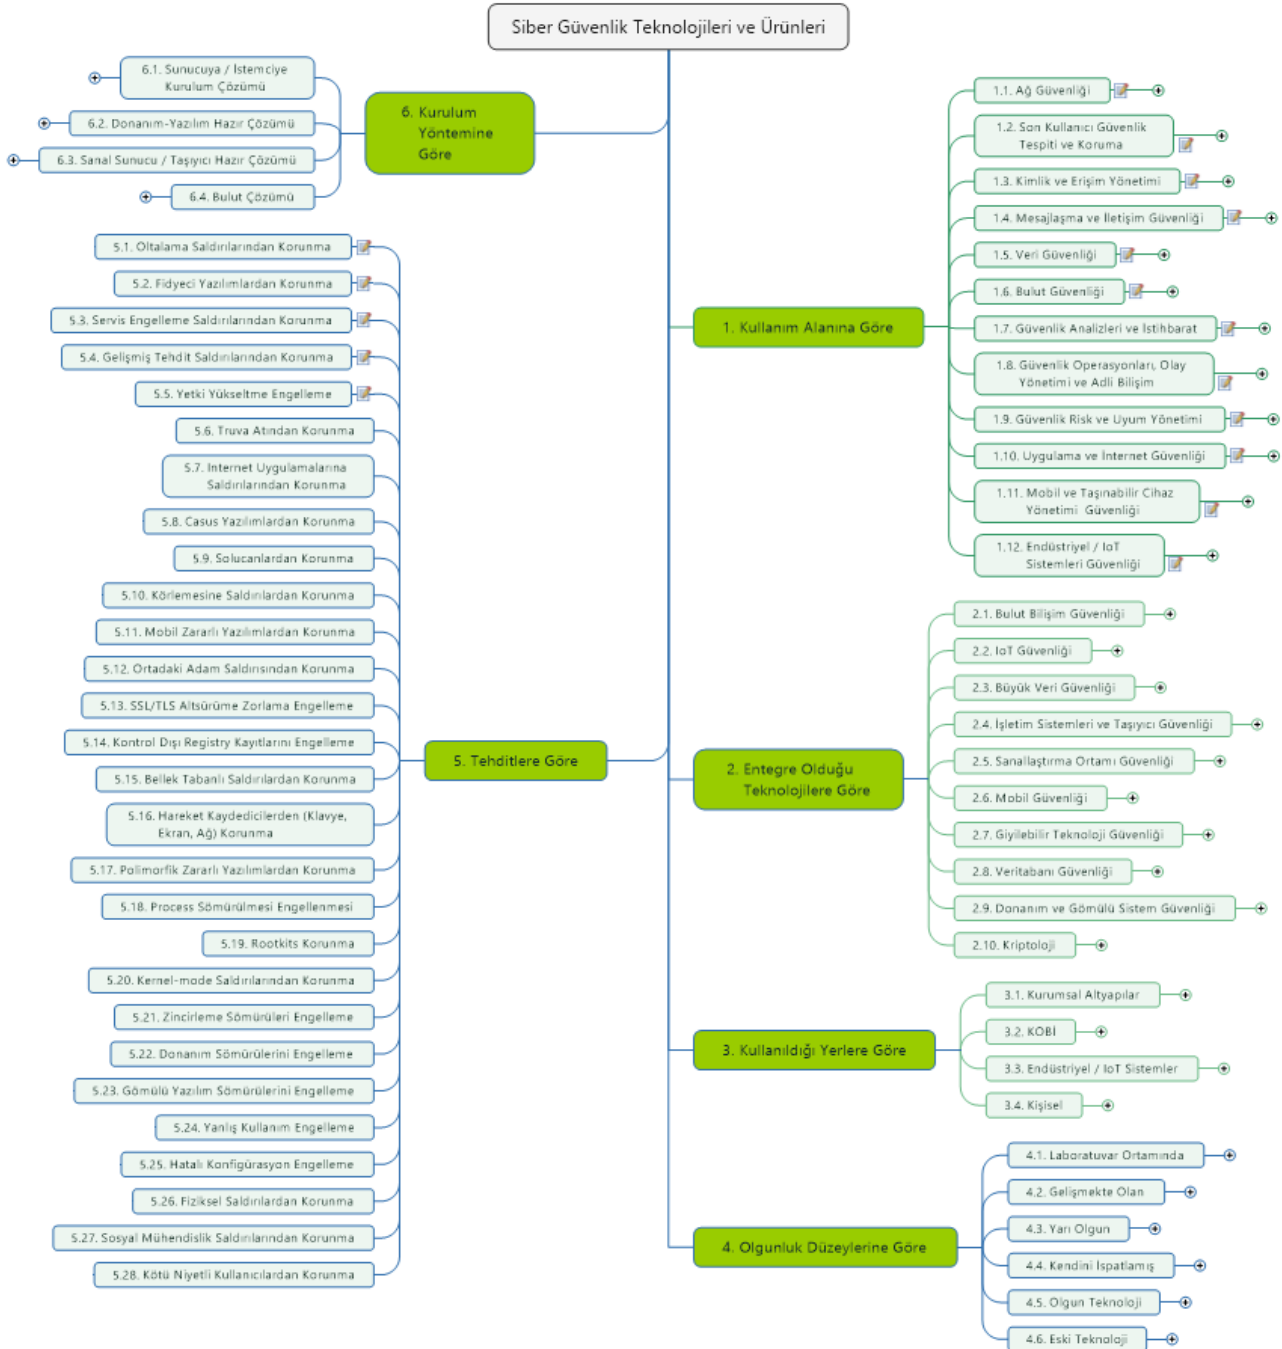 Siber Güvenlik Teknolojileri ve Ürünleri
1. Kullanım Alanına Göre
1.1. Ağ Güvenliği
1.2. Son Kullanıcı Güvenlik
Tespiti ve Koruma
1.3. Kimlik ve Erişim Yönetimi
1.4. Mesajlaşma ve İletişim Güvenliği
1.5. Veri Güvenliği
1.6. Bulut Güvenliği
1.7. Güvenlik Analizleri ve İstihbarat
1.8. Güvenlik Operasyonları, Olay
Yönetimi ve Adli Bilişim
1.9. Güvenlik Risk ve Uyum Yönetimi
1.10. Uygulama ve İnternet Güvenliği
1.11. Mobil ve Taşınabilir Cihaz
Yönetimi Güvenliği
1.12. Endüstriyel / IoT
Sistemleri Güvenliği
2. Entegre Olduğu
Teknolojilere Göre
2.1. Bulut Bilişim Güvenliği
2.2. IoT Güvenliği
2.3. Büyük Veri Güvenliği
2.4. İşletim Sistemleri ve Taşıyıcı Güvenliği
2.5. Sanallaştırma Ortamı Güvenliği
2.6. Mobil Güvenliği
2.7. Giyilebilir Teknoloji Güvenliği
2.8. Veritabanı Güvenliği
2.9. Donanım ve Gömülü Sistem Güvenliği
2.10. Kriptoloji
3. Kullanıldığı Yerlere Göre
3.1. Kurumsal Altyapılar
3.2. KOBİ
3.3. Endüstriyel / IoT Sistemler
3.4. Kişisel
4. Olgunluk Düzeylerine Göre
4.1. Laboratuvar Ortamında
4.2. Gelişmekte Olan
4.3. Yarı Olgun
4.4. Kendini İspatlamış
4.5. Olgun Teknoloji
4.6. Eski Teknoloji
5. Tehditlere Göre
5.1. Oltalama Saldırılarından Korunma
5.2. Fidyeci Yazılımlardan Korunma
5.3. Servis Engelleme Saldırılarından Korunma
5.4. Gelişmiş Tehdit Saldırılarından Korunma
5.5. Yetki Yükseltme Engelleme
5.6. Truva Atından Korunma
5.7. Internet Uygulamalarına
Saldırılarından Korunma
5.8. Casus Yazılımlardan Korunma
5.9. Solucanlardan Korunma
5.10. Körlemesine Saldırılardan Korunma
5.11. Mobil Zararlı Yazılımlardan Korunma
5.12. Ortadaki Adam Saldırısından Korunma
5.13. SSL/TLS Altsürüme Zorlama Engelleme
5.14. Kontrol Dışı Registry Kayıtlarını Engelleme
5.15. Bellek Tabanlı Saldırılardan Korunma
5.16. Hareket Kaydedicilerden (Klavye,
Ekran, Ağ) Korunma
5.17. Polimorfik Zararlı Yazılımlardan Korunma
5.18. Process Sömürülmesi Engellenmesi
5.19. Rootkits Korunma
5.20. Kernel-mode Saldırılarından Korunma
5.21. Zincirleme Sömürüleri Engelleme
5.22. Donanım Sömürülerini Engelleme
5.23. Gömülü Yazılım Sömürülerini Engelleme
5.24. Yanlış Kullanım Engelleme
5.25. Hatalı Konfigürasyon Engelleme
5.26. Fiziksel Saldırılardan Korunma
5.27. Sosyal Mühendislik Saldırılarından Korunma
5.28. Kötü Niyetli Kullanıcılardan Korunma
6. Kurulum
Yöntemine
Göre
6.1. Sunucuya / İstemciye
Kurulum Çözümü
6.2. Donanım-Yazılım Hazır Çözümü
6.3. Sanal Sunucu / Taşıyıcı Hazır Çözümü
6.4. Bulut Çözümü